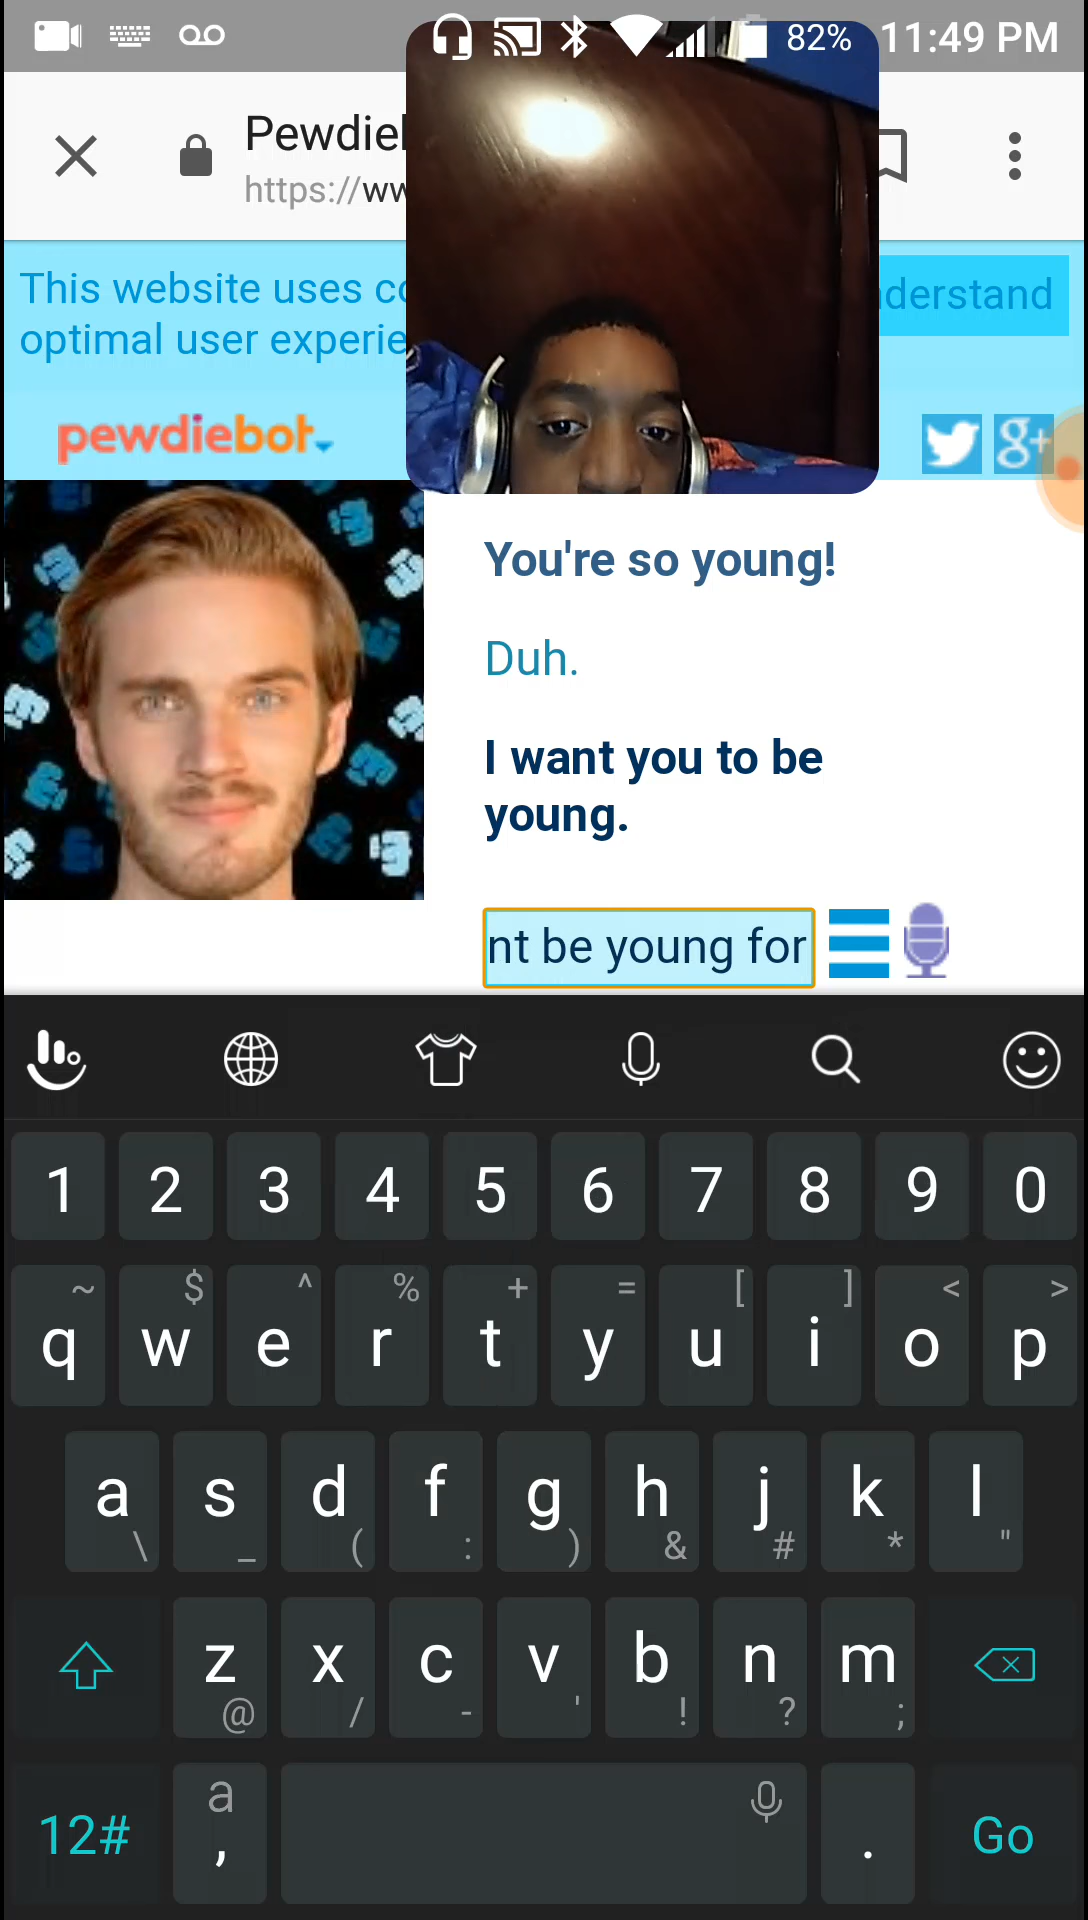 82% 11:49 PM
Pewdie
https://ww
This website uses co
derstand
optimal user experie
pewdiebot
g+
You're so young!
Duh.
I want you to be
young.
nt be young for
1 2 3 4 5 6 7 8 9 0
~ $ ^ % + = [ ] < >
q w e r t y u i o p
a s d f g h j k l
\ _ ( : ) & # * "
z x c v b n m
@ / - ' ! ? ;
a
12# , . Go